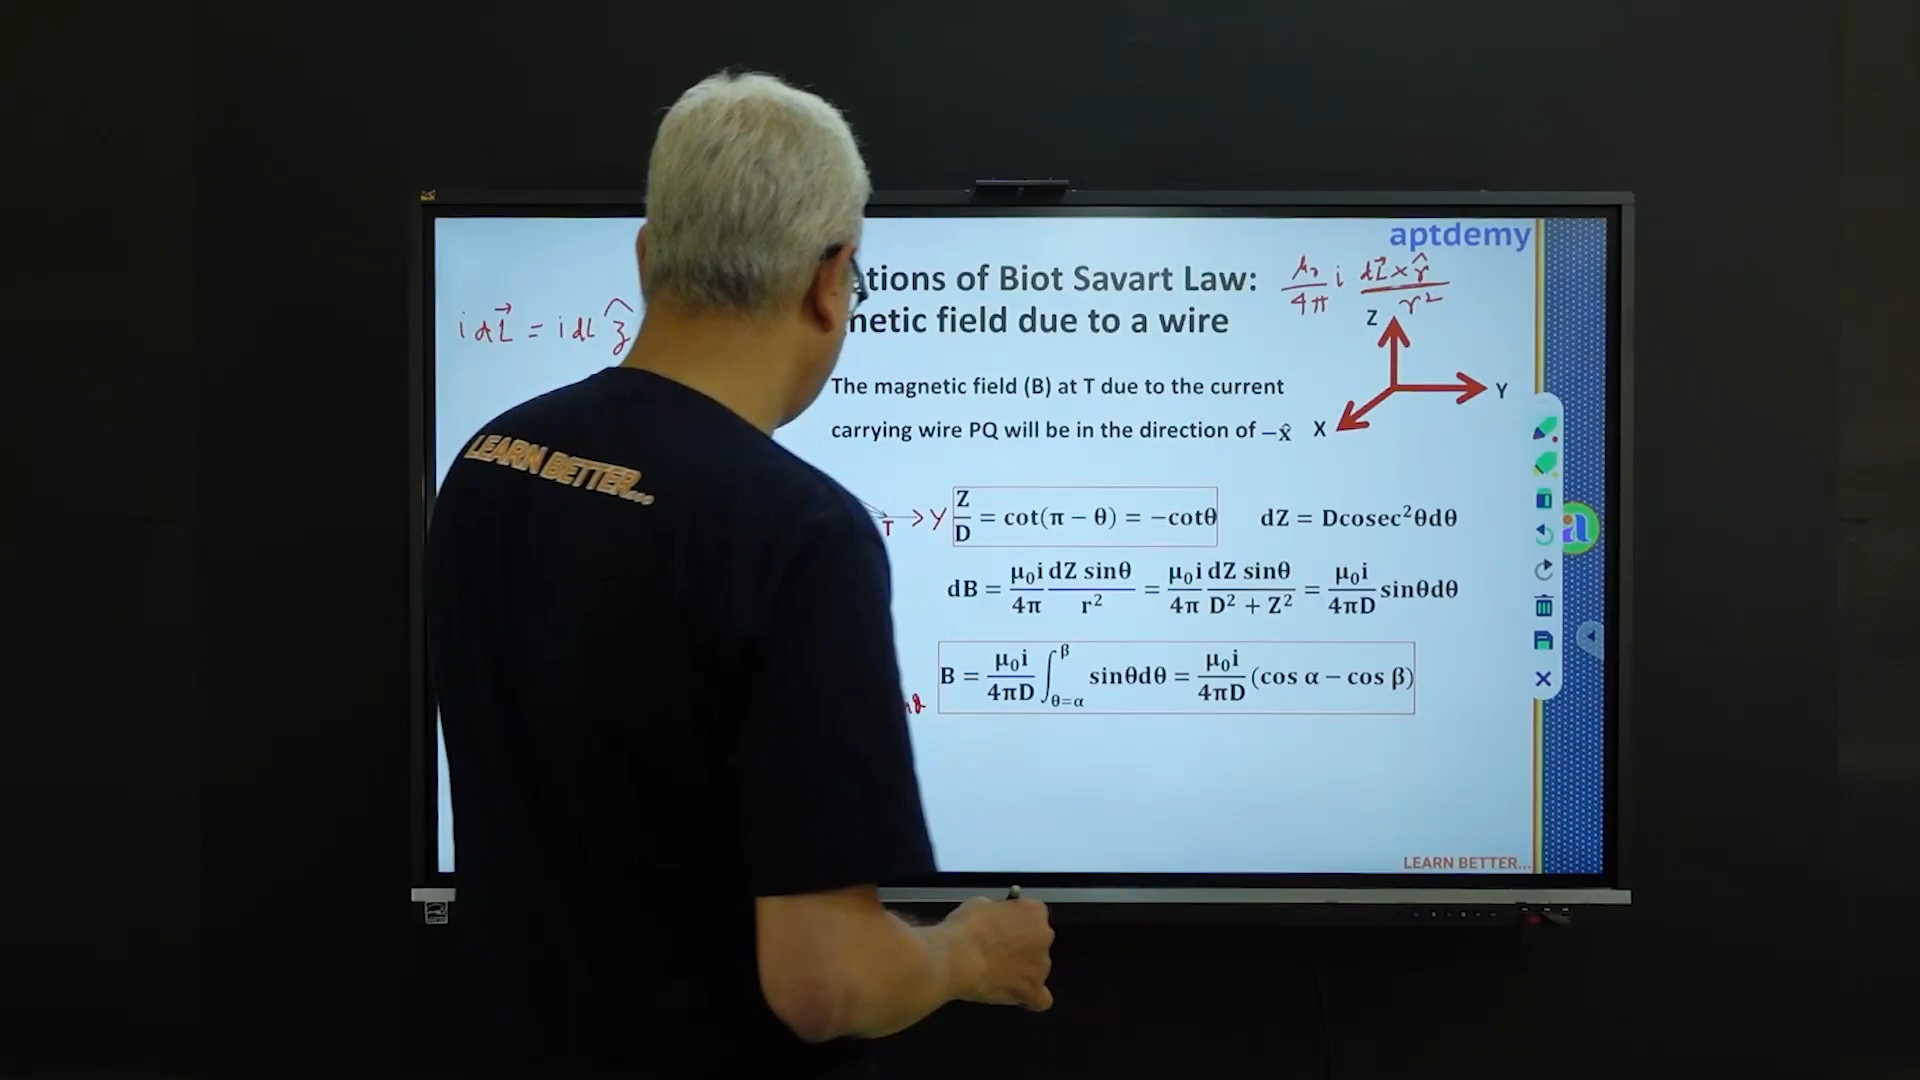 aptdemy
ations of Biot Savart Law:
netic field due to a wire
μ₀/4π i dL⃗ × r̂/r²
i dL⃗ = i dl ẑ
Z
Y
X
The magnetic field (B) at T due to the current
carrying wire PQ will be in the direction of −x̂
LEARN BETTER...
T
Y
Z/D = cot(π − θ) = −cotθ
dZ = Dcosec²θdθ
dB = μ₀i/4π dZ sinθ/r² = μ₀i/4π dZ sinθ/D² + Z² = μ₀i/4πD sinθdθ
B = μ₀i/4πD ∫θ=α^β sinθdθ = μ₀i/4πD (cos α − cos β)
LEARN BETTER...